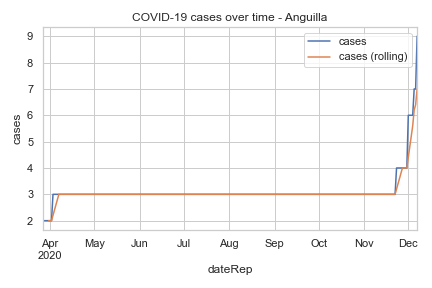 COVID-19 cases over time - Anguilla
cases
cases (rolling)
9
8
7
6
5
4
3
2
cases
Apr May Jun Jul Aug Sep Oct Nov Dec
2020
dateRep